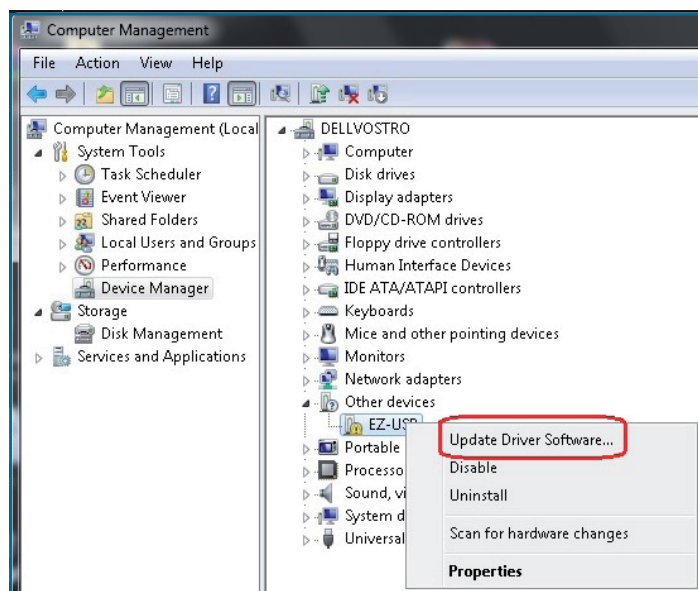 Computer Management
File Action View Help
Computer Management (Local
System Tools
Task Scheduler
Event Viewer
Shared Folders
Local Users and Groups
Performance
Device Manager
Storage
Disk Management
Services and Applications
DELLVOSTRO
Computer
Disk drives
Display adapters
DVD/CD-ROM drives
Floppy drive controllers
Human Interface Devices
IDE ATA/ATAPI controllers
Keyboards
Mice and other pointing devices
Monitors
Network adapters
Other devices
EZ-USB
Portable
Processo
Sound, vi
System d
Universal
Update Driver Software...
Disable
Uninstall
Scan for hardware changes
Properties